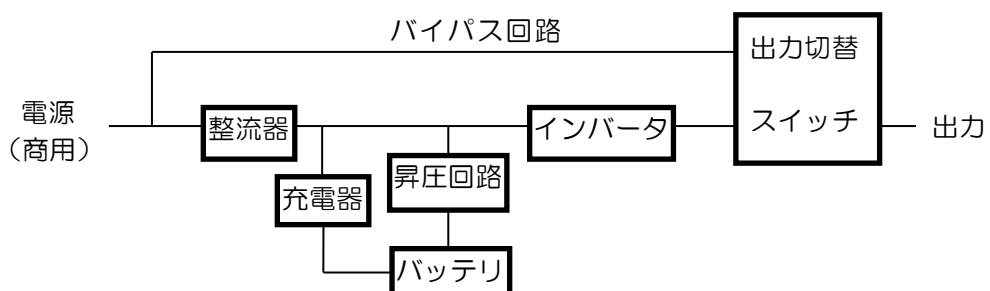 バイパス回路
出力切替
スイッチ
電源
（商用）
整流器
インバータ
出力
充電器
昇圧回路
バッテリ